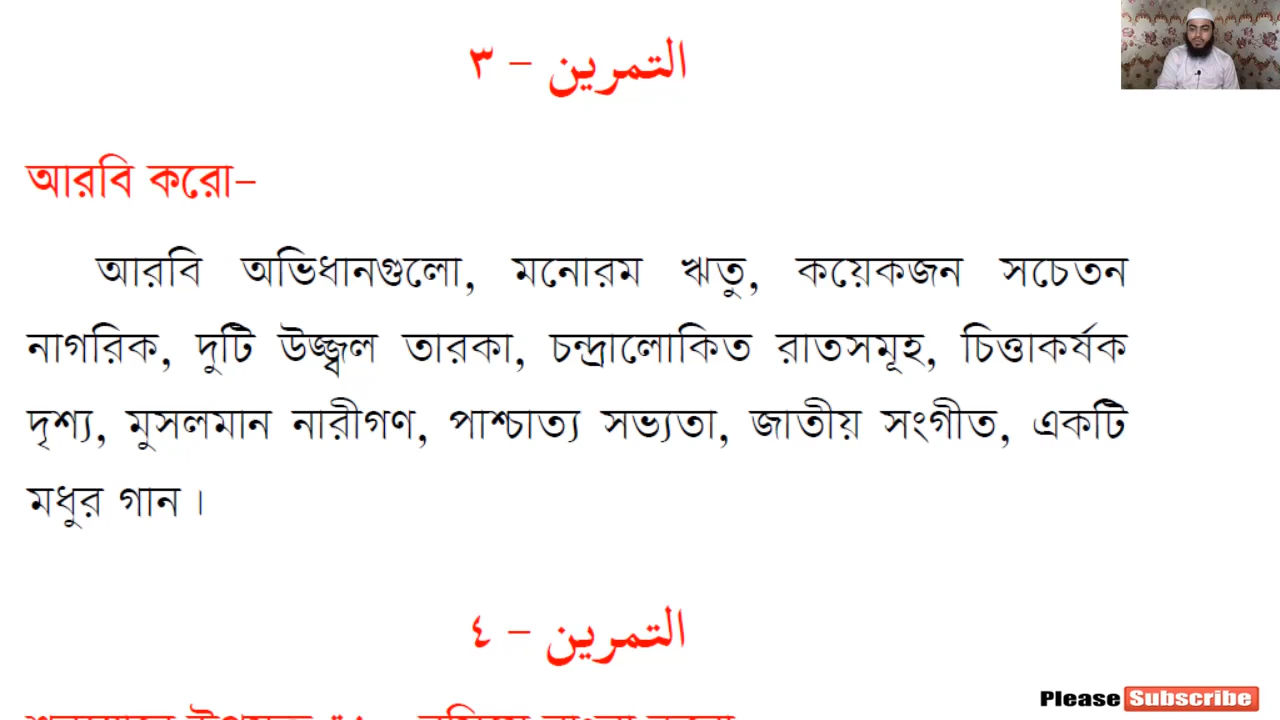 التمرين - ٣
আরবি করো-
আরবি অভিধানগুলো, মনোরম ঋতু, কয়েকজন সচেতন
নাগরিক, দুটি উজ্জ্বল তারকা, চন্দ্রালোকিত রাতসমূহ, চিত্তাকর্ষক
দৃশ্য, মুসলমান নারীগণ, পাশ্চাত্য সভ্যতা, জাতীয় সংগীত, একটি
মধুর গান।
التمرين - ٤
Please Subscribe